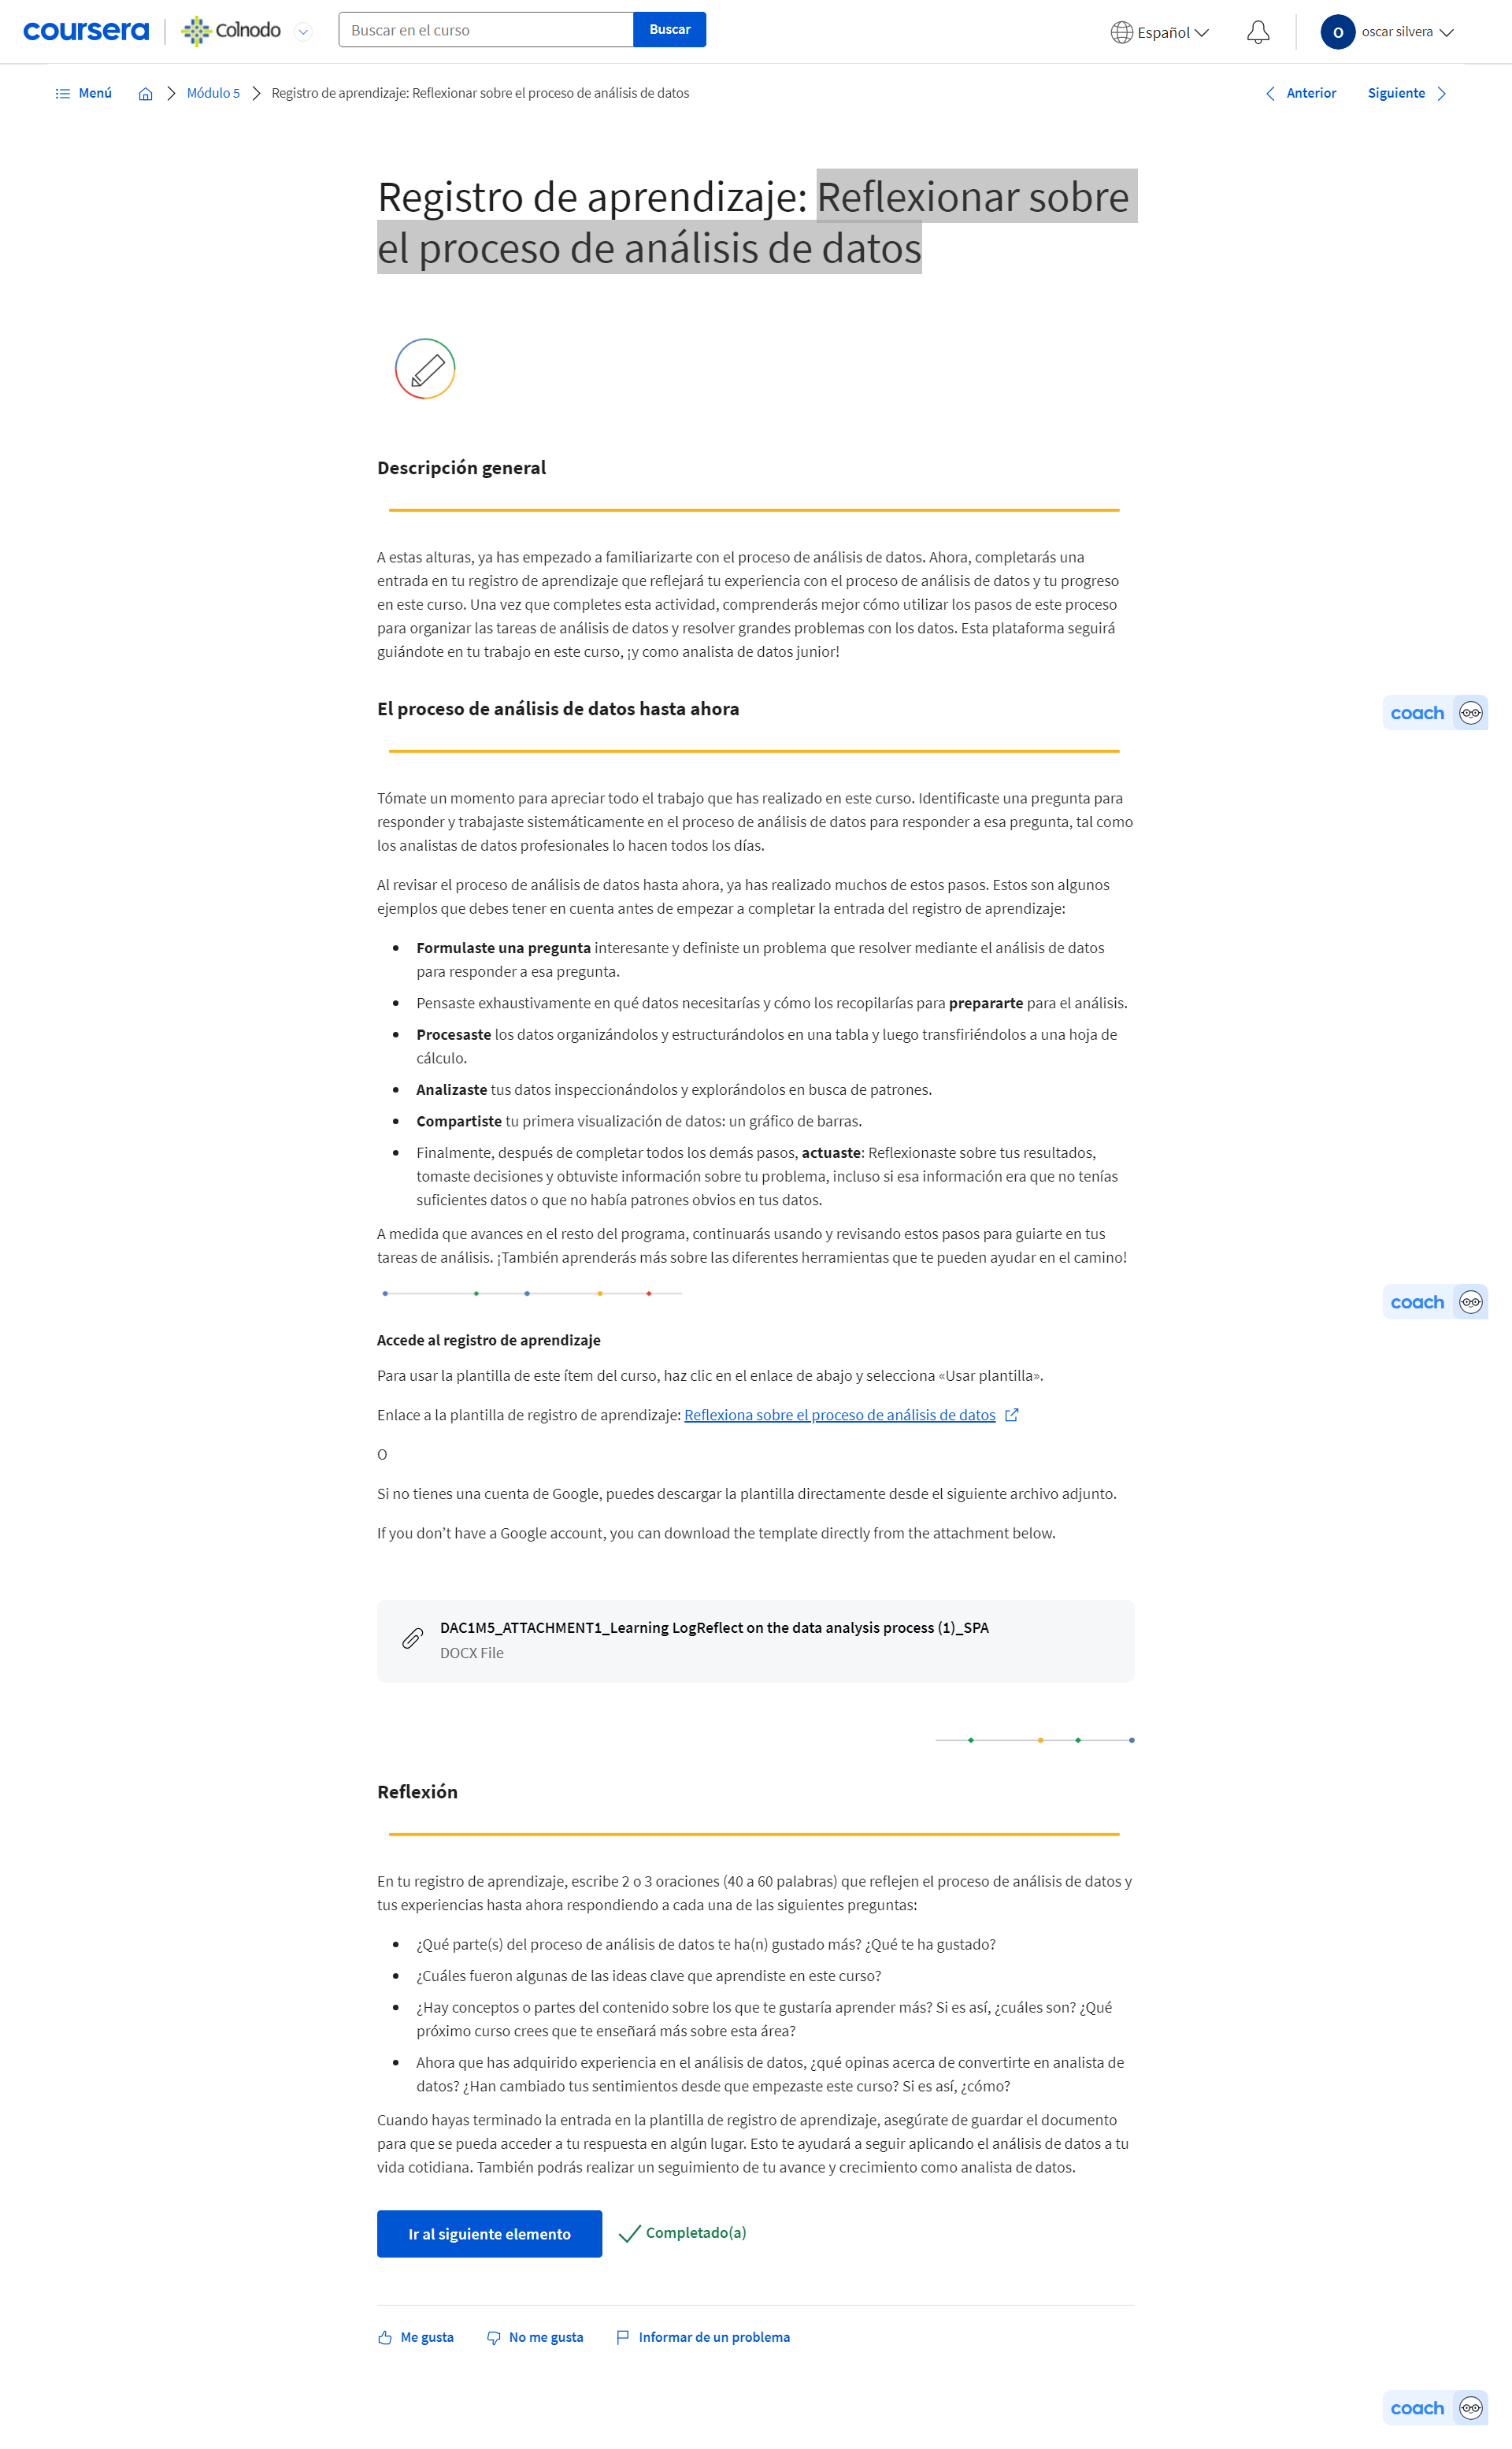 coursera
Colnodo
Buscar en el curso
Buscar
Español
O
oscar silvera
Menú
Módulo 5
Registro de aprendizaje: Reflexionar sobre el proceso de análisis de datos
Anterior
Siguiente
Registro de aprendizaje: Reflexionar sobre
el proceso de análisis de datos
Descripción general
A estas alturas, ya has empezado a familiarizarte con el proceso de análisis de datos. Ahora, completarás una
entrada en tu registro de aprendizaje que reflejará tu experiencia con el proceso de análisis de datos y tu progreso
en este curso. Una vez que completes esta actividad, comprenderás mejor cómo utilizar los pasos de este proceso
para organizar las tareas de análisis de datos y resolver grandes problemas con los datos. Esta plataforma seguirá
guiándote en tu trabajo en este curso, ¡y como analista de datos junior!
El proceso de análisis de datos hasta ahora
coach
Tómate un momento para apreciar todo el trabajo que has realizado en este curso. Identificaste una pregunta para
responder y trabajaste sistemáticamente en el proceso de análisis de datos para responder a esa pregunta, tal como
los analistas de datos profesionales lo hacen todos los días.
Al revisar el proceso de análisis de datos hasta ahora, ya has realizado muchos de estos pasos. Estos son algunos
ejemplos que debes tener en cuenta antes de empezar a completar la entrada del registro de aprendizaje:
Formulaste una pregunta interesante y definiste un problema que resolver mediante el análisis de datos
para responder a esa pregunta.
Pensaste exhaustivamente en qué datos necesitarías y cómo los recopilarías para prepararte para el análisis.
Procesaste los datos organizándolos y estructurándolos en una tabla y luego transfiriéndolos a una hoja de
cálculo.
Analizaste tus datos inspeccionándolos y explorándolos en busca de patrones.
Compartiste tu primera visualización de datos: un gráfico de barras.
Finalmente, después de completar todos los demás pasos, actuaste: Reflexionaste sobre tus resultados,
tomaste decisiones y obtuviste información sobre tu problema, incluso si esa información era que no tenías
suficientes datos o que no había patrones obvios en tus datos.
A medida que avances en el resto del programa, continuarás usando y revisando estos pasos para guiarte en tus
tareas de análisis. ¡También aprenderás más sobre las diferentes herramientas que te pueden ayudar en el camino!
coach
Accede al registro de aprendizaje
Para usar la plantilla de este ítem del curso, haz clic en el enlace de abajo y selecciona «Usar plantilla».
Enlace a la plantilla de registro de aprendizaje: Reflexiona sobre el proceso de análisis de datos
O
Si no tienes una cuenta de Google, puedes descargar la plantilla directamente desde el siguiente archivo adjunto.
If you don’t have a Google account, you can download the template directly from the attachment below.
DAC1M5_ATTACHMENT1_Learning LogReflect on the data analysis process (1)_SPA
DOCX File
Reflexión
En tu registro de aprendizaje, escribe 2 o 3 oraciones (40 a 60 palabras) que reflejen el proceso de análisis de datos y
tus experiencias hasta ahora respondiendo a cada una de las siguientes preguntas:
¿Qué parte(s) del proceso de análisis de datos te ha(n) gustado más? ¿Qué te ha gustado?
¿Cuáles fueron algunas de las ideas clave que aprendiste en este curso?
¿Hay conceptos o partes del contenido sobre los que te gustaría aprender más? Si es así, ¿cuáles son? ¿Qué
próximo curso crees que te enseñará más sobre esta área?
Ahora que has adquirido experiencia en el análisis de datos, ¿qué opinas acerca de convertirte en analista de
datos? ¿Han cambiado tus sentimientos desde que empezaste este curso? Si es así, ¿cómo?
Cuando hayas terminado la entrada en la plantilla de registro de aprendizaje, asegúrate de guardar el documento
para que se pueda acceder a tu respuesta en algún lugar. Esto te ayudará a seguir aplicando el análisis de datos a tu
vida cotidiana. También podrás realizar un seguimiento de tu avance y crecimiento como analista de datos.
Ir al siguiente elemento
Completado(a)
Me gusta
No me gusta
Informar de un problema
coach